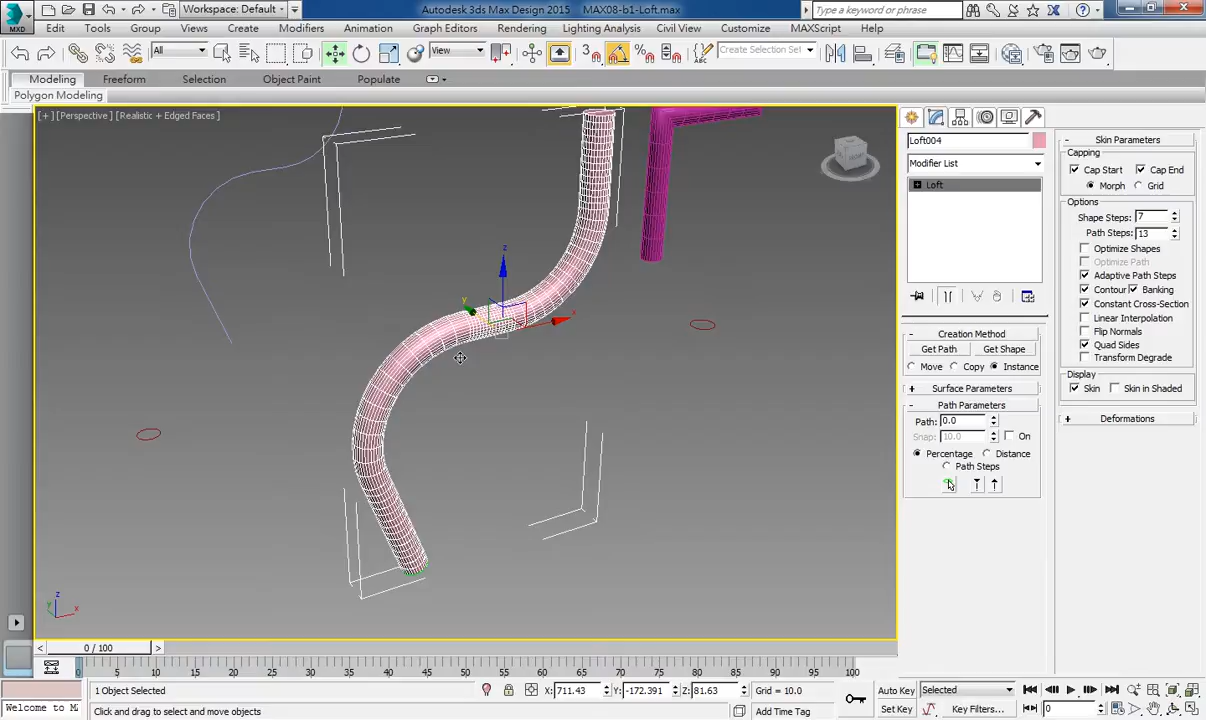 MXD
Workspace: Default
Autodesk 3ds Max Design 2015    MAX08-b1-Loft.max
Type a keyword or phrase
Edit Tools Group Views Create Modifiers Animation Graph Editors Rendering Lighting Analysis Civil View Customize MAXScript Help
All View Create Selection Set
Modeling Freeform Selection Object Paint Populate
Polygon Modeling
[+] [Perspective] [Realistic + Edged Faces]
Loft004
Modifier List
Loft
Creation Method
Get Path Get Shape
Move Copy Instance
+ Surface Parameters
- Path Parameters
Path: 0.0
Snap: 10.0 On
Percentage Distance
Path Steps
- Skin Parameters
Capping
Cap Start Cap End
Morph Grid
Options
Shape Steps: 7
Path Steps: 13
Optimize Shapes
Optimize Path
Adaptive Path Steps
Contour Banking
Constant Cross-Section
Linear Interpolation
Flip Normals
Quad Sides
Transform Degrade
Display
Skin Skin in Shaded
+ Deformations
z
y
x
z
y
x
< 0 / 100 >
0 5 10 15 20 25 30 35 40 45 50 55 60 65 70 75 80 85 90 95 100
1 Object Selected X: 711.43 Y: -172.391 Z: 81.63 Grid = 10.0 Auto Key Selected
Welcome to M Click and drag to select and move objects Add Time Tag Set Key Key Filters... 0